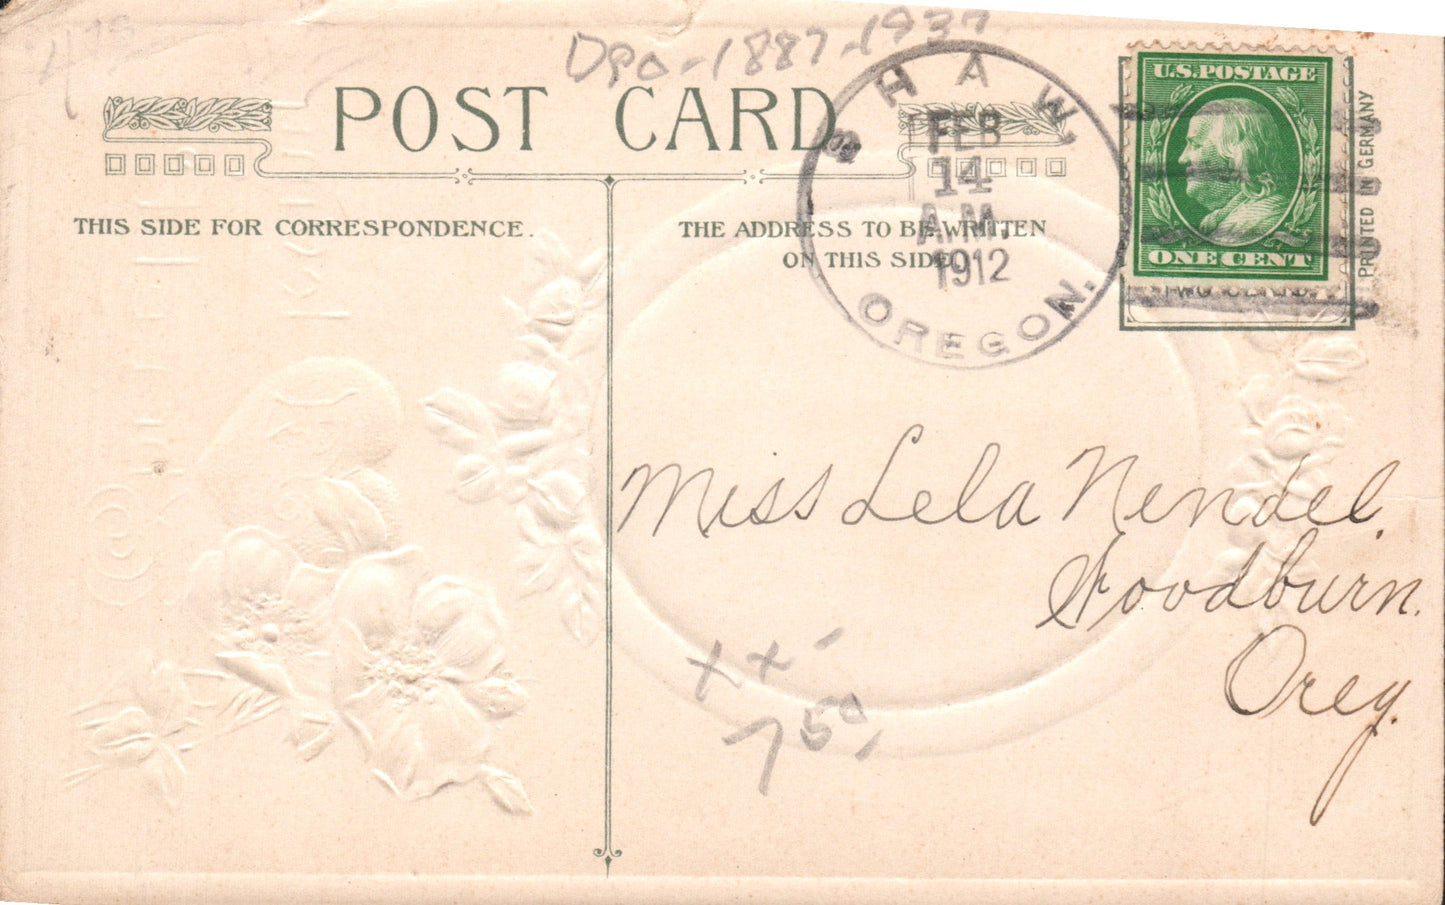 Dpo-1887-1937
POST CARD
SHAW,
FEB
14
A.M.
1912
OREGON.
U.S.POSTAGE
ONE CENT
PRINTED IN GERMANY
THIS SIDE FOR CORRESPONDENCE.
THE ADDRESS TO BE WRITTEN
ON THIS SIDE
Miss Lela Nendel.
Woodburn.
Oreg.
++-
750